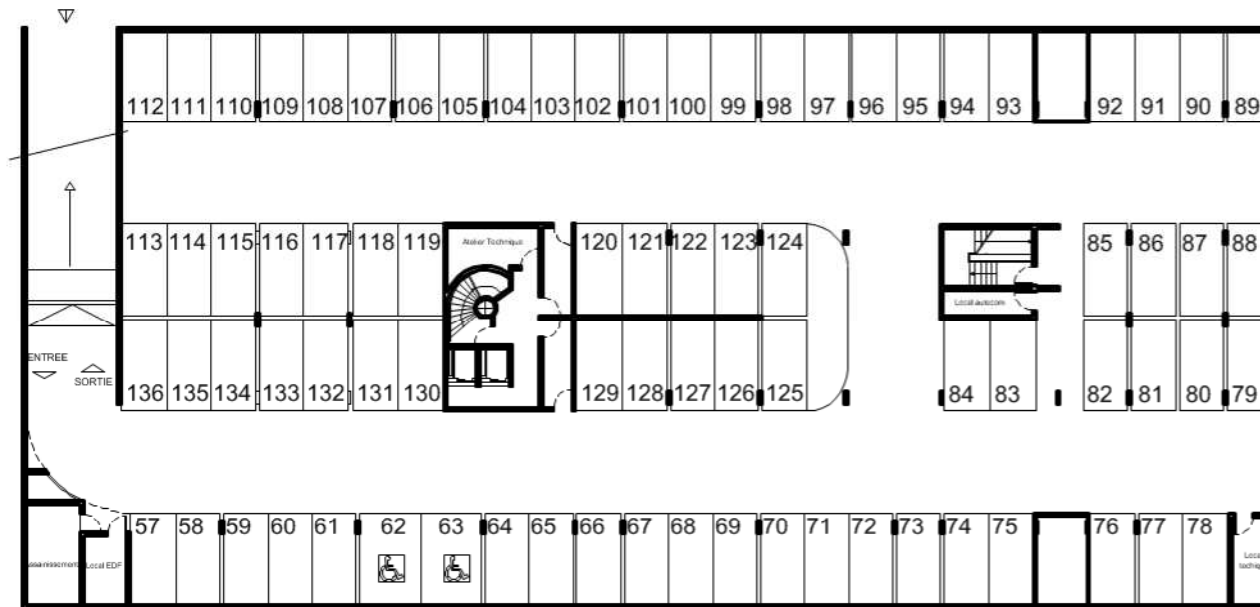 112 111 110 109 108 107 106 105 104 103 102 101 100 99 98 97 96 95 94 93 92 91 90 89
113 114 115 116 117 118 119 Atelier Technique 120 121 122 123 124 85 86 87 88
Local autocom
ENTREE
SORTIE
136 135 134 133 132 131 130 129 128 127 126 125 84 83 82 81 80 79
57 58 59 60 61 62 63 64 65 66 67 68 69 70 71 72 73 74 75 76 77 78
assainissement Local EDF